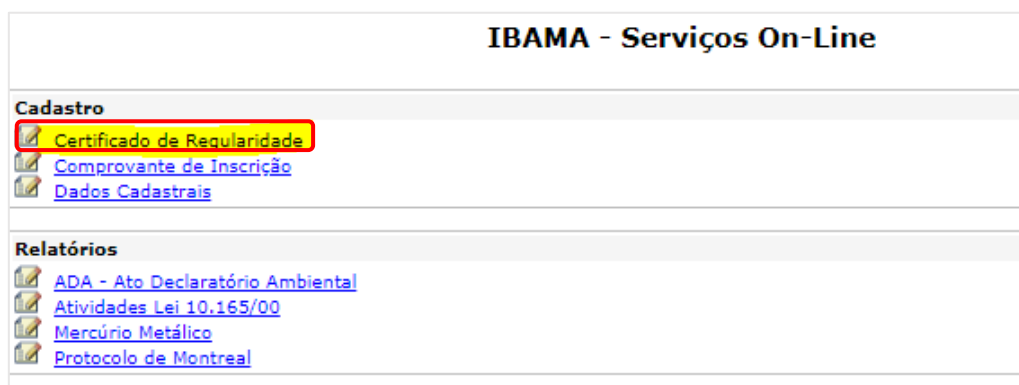 IBAMA - Serviços On-Line
Cadastro
Certificado de Regularidade
Comprovante de Inscrição
Dados Cadastrais
Relatórios
ADA - Ato Declaratório Ambiental
Atividades Lei 10.165/00
Mercúrio Metálico
Protocolo de Montreal